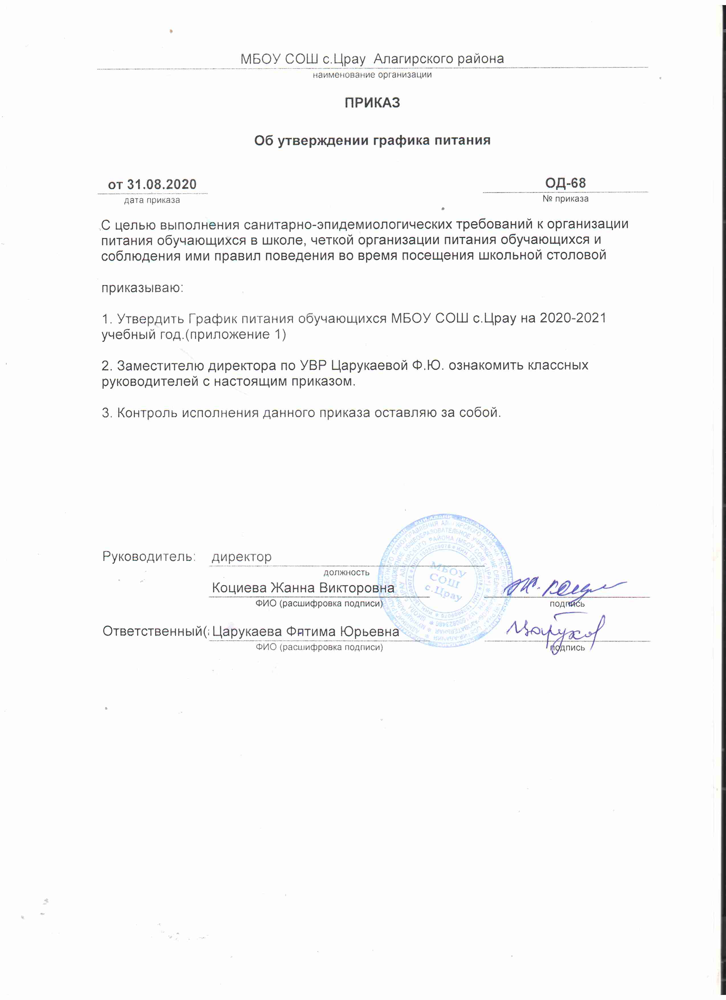 МБОУ СОШ с.Црау Алагирского района
наименование организации
ПРИКАЗ
Об утверждении графика питания
от 31.08.2020
дата приказа
ОД-68
№ приказа
С целью выполнения санитарно-эпидемиологических требований к организации
питания обучающихся в школе, четкой организации питания обучающихся и
соблюдения ими правил поведения во время посещения школьной столовой
приказываю:
1. Утвердить График питания обучающихся МБОУ СОШ с.Црау на 2020-2021
учебный год.(приложение 1)
2. Заместителю директора по УВР Царукаевой Ф.Ю. ознакомить классных
руководителей с настоящим приказом.
3. Контроль исполнения данного приказа оставляю за собой.
Руководитель: директор
должность
Коциева Жанна Викторовна
ФИО (расшифровка подписи)
подпись
МБОУ
СОШ
с.Црау
Ответственный( Царукаева Фатима Юрьевна
ФИО (расшифровка подписи)
подпись